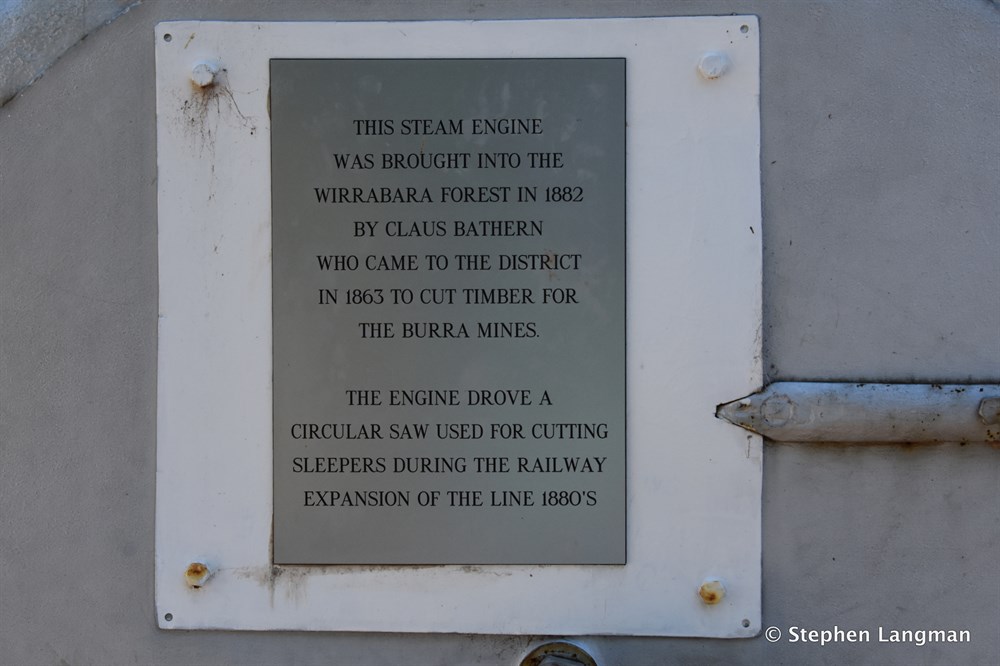 THIS STEAM ENGINE
WAS BROUGHT INTO THE
WIRRABARA FOREST IN 1882
BY CLAUS BATHERN
WHO CAME TO THE DISTRICT
IN 1863 TO CUT TIMBER FOR
THE BURRA MINES.
THE ENGINE DROVE A
CIRCULAR SAW USED FOR CUTTING
SLEEPERS DURING THE RAILWAY
EXPANSION OF THE LINE 1880'S
© Stephen Langman